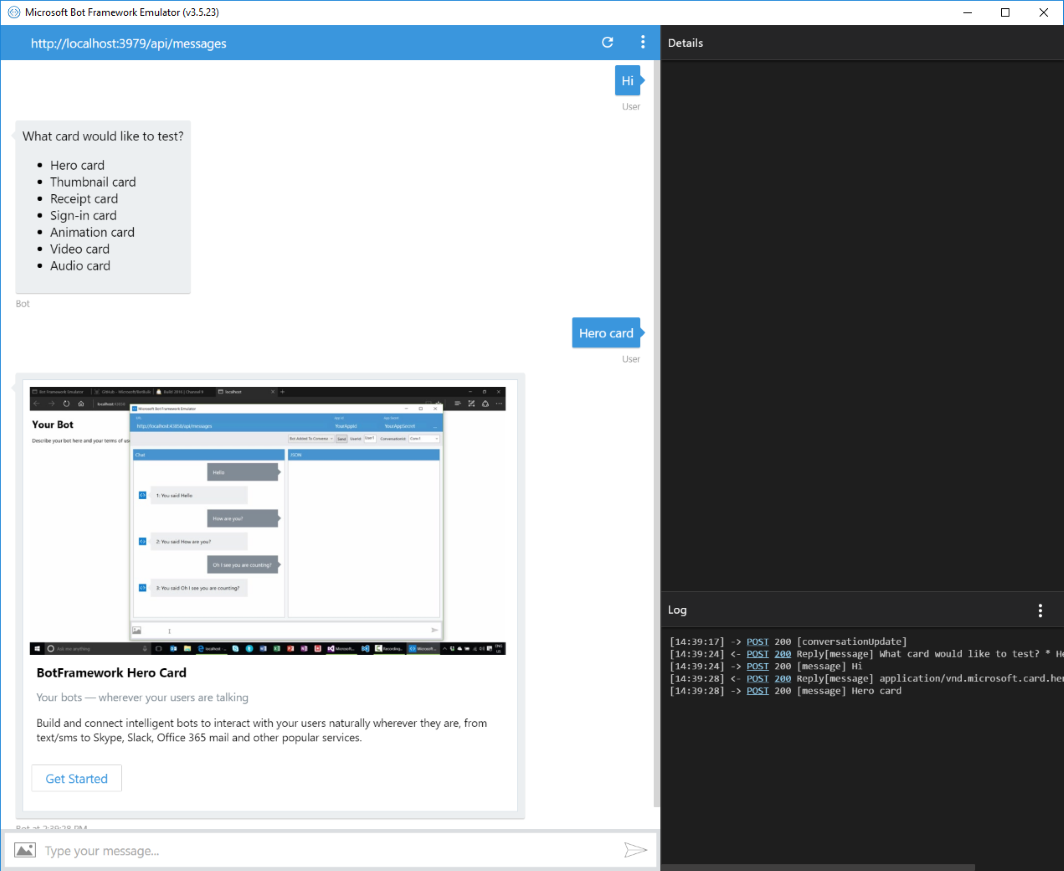 Microsoft Bot Framework Emulator (v3.5.23)
http://localhost:3979/api/messages
Hi
User
What card would like to test?
Hero card
Thumbnail card
Receipt card
Sign-in card
Animation card
Video card
Audio card
Bot
Hero card
User
Your Bot
Describe your bot here and your terms of use
Microsoft Bot Framework Emulator
Chat
JSON
Hello
1: You said Hello
How are you?
2: You said How are you?
Oh I see you are counting?
3: You said Oh I see you are counting?
BotFramework Hero Card
Your bots — wherever your users are talking
Build and connect intelligent bots to interact with your users naturally wherever they are, from
text/sms to Skype, Slack, Office 365 mail and other popular services.
Get Started
Bot at 2:39:28 PM
Type your message...
Details
Log
[14:39:17] -> POST 200 [conversationUpdate]
[14:39:24] <- POST 200 Reply[message] What card would like to test? * He
[14:39:24] -> POST 200 [message] Hi
[14:39:28] <- POST 200 Reply[message] application/vnd.microsoft.card.her
[14:39:28] -> POST 200 [message] Hero card